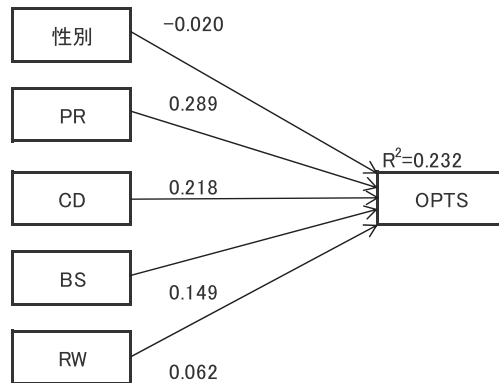 性別
−0.020
PR
0.289
R²=0.232
CD
0.218
OPTS
BS
0.149
RW
0.062